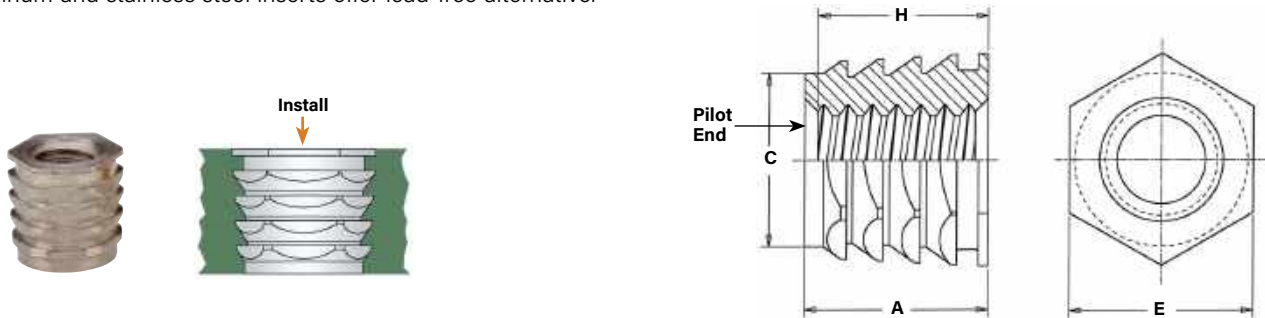 inum and stainless steel inserts offer lead-free alternative.
Install
H
Pilot
End
C
A
E